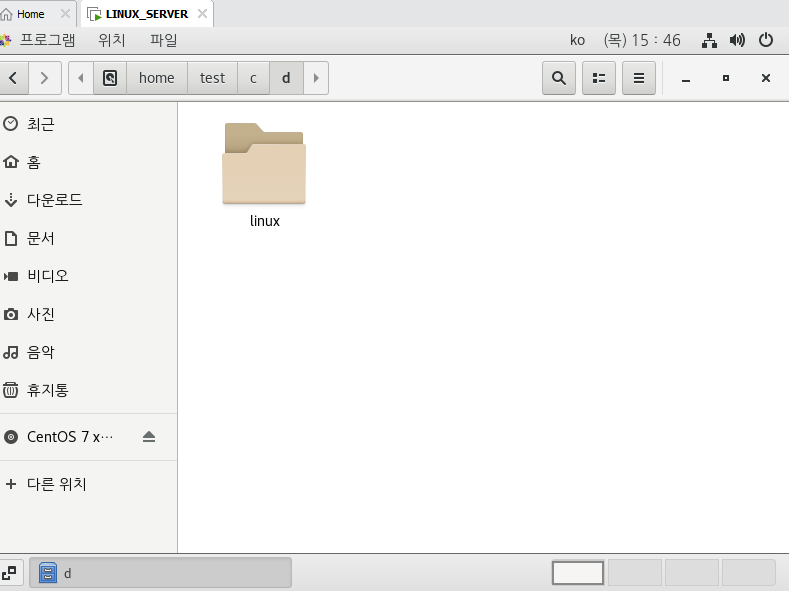 Home
LINUX_SERVER
프로그램 위치 파일 ko (목) 15 : 46
home test c d
최근
홈
다운로드
문서
비디오
사진
음악
휴지통
CentOS 7 x···
다른 위치
linux
d